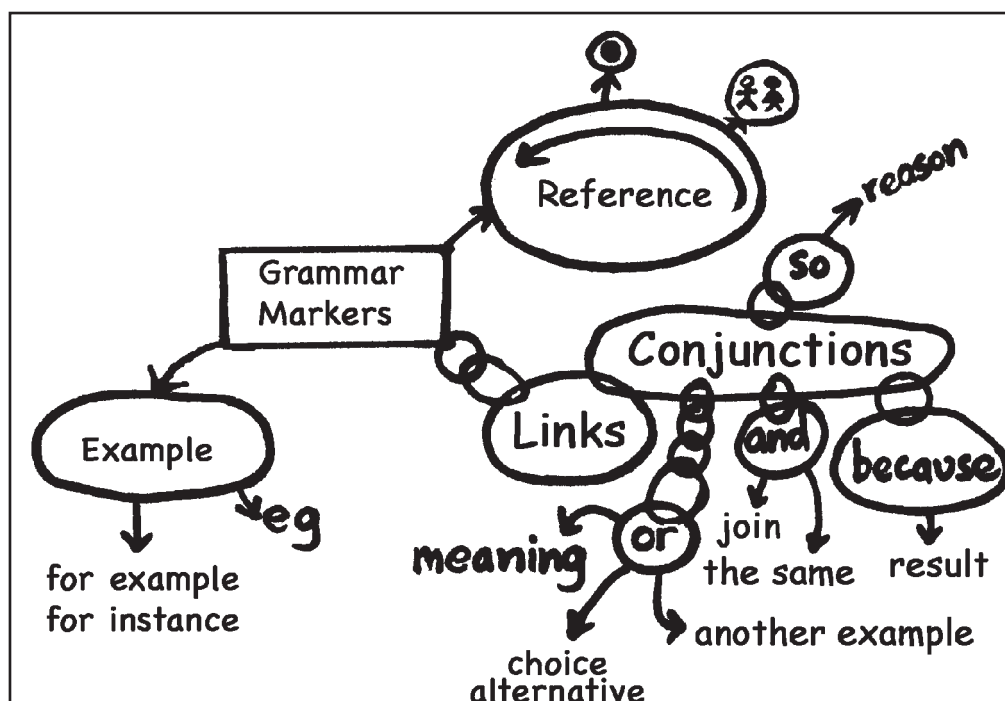 Reference
reason
so
Grammar
Markers
Conjunctions
Links
and
because
Example
eg
or
meaning
join
the same
result
for example
for instance
another example
choice
alternative